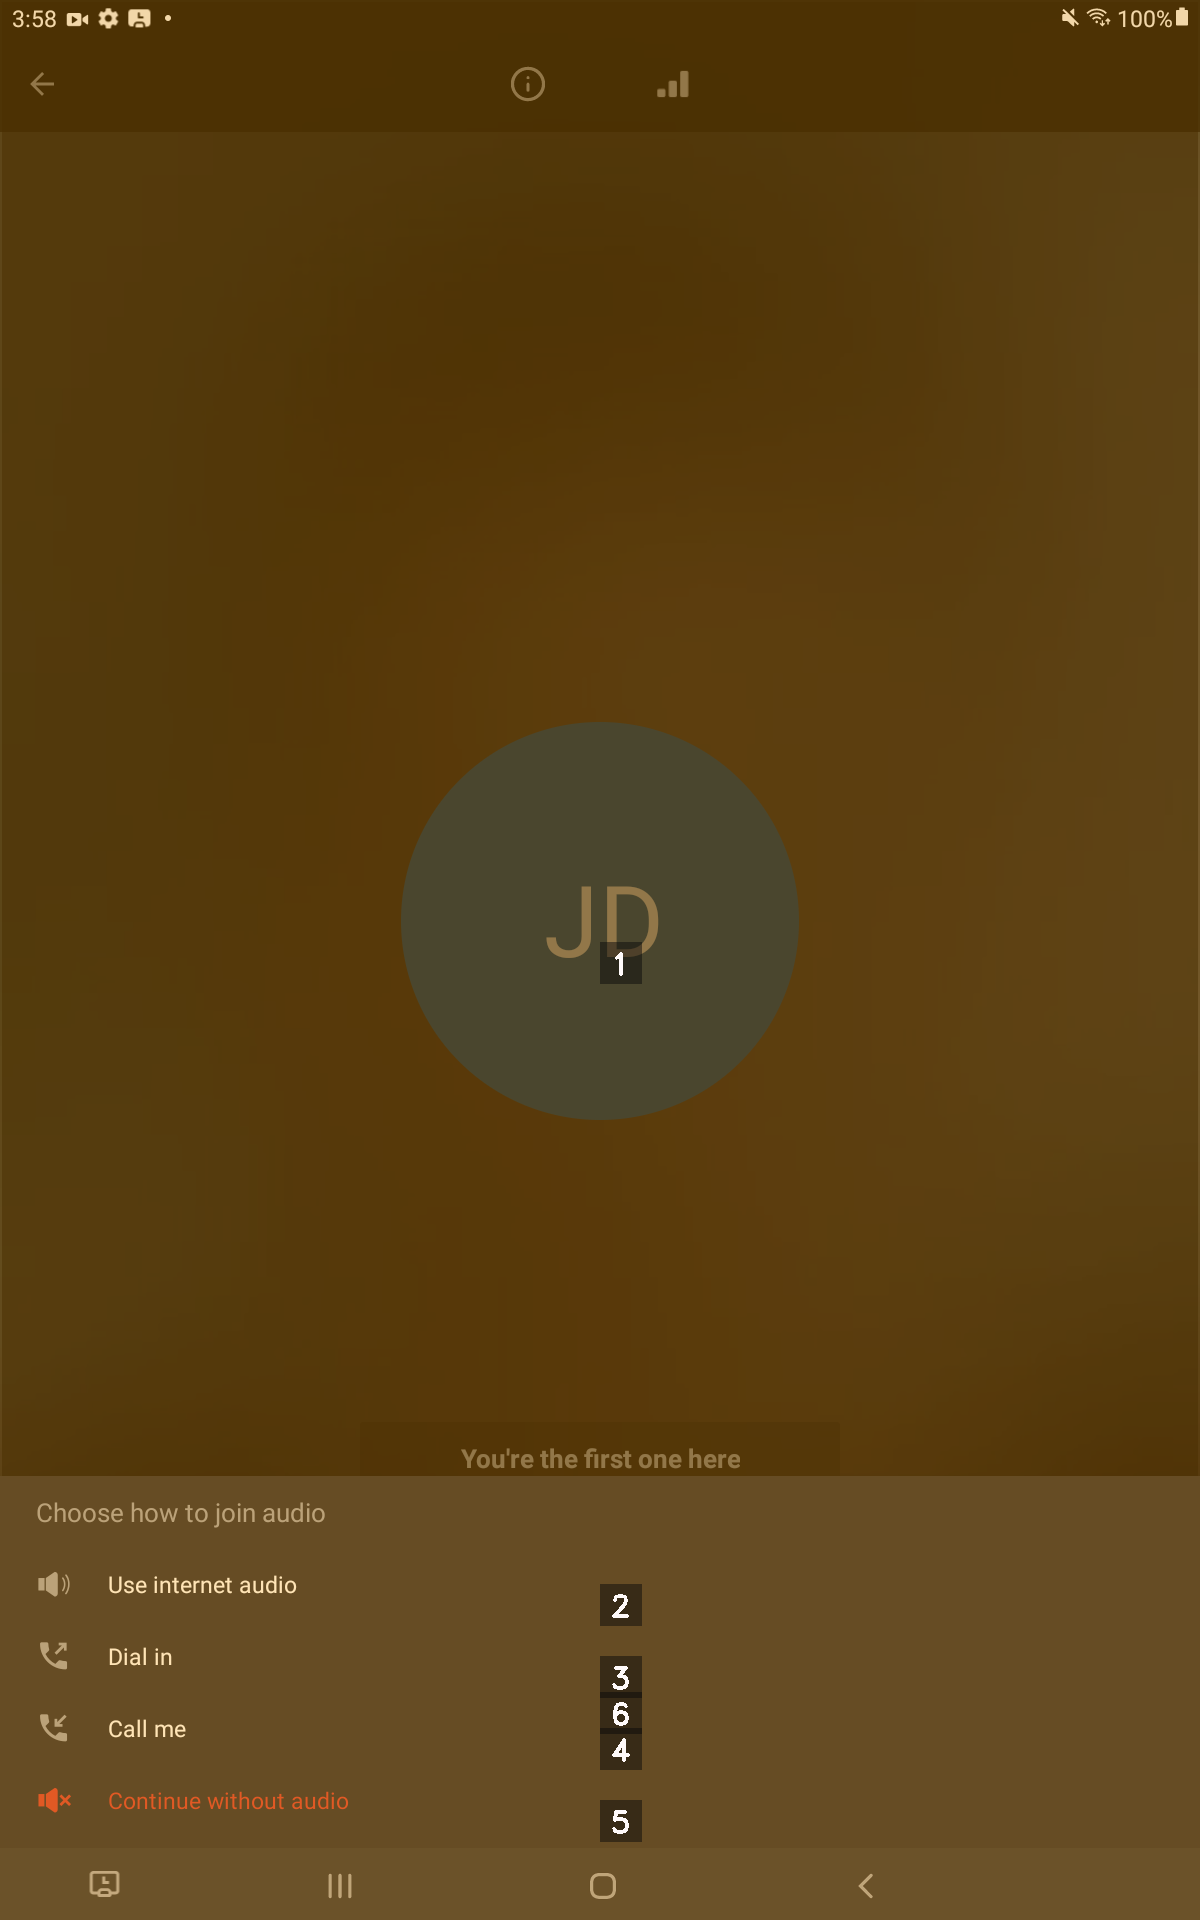 3:58
100%
JD
1
You're the first one here
Choose how to join audio
Use internet audio
2
Dial in
3
6
Call me
4
Continue without audio
5